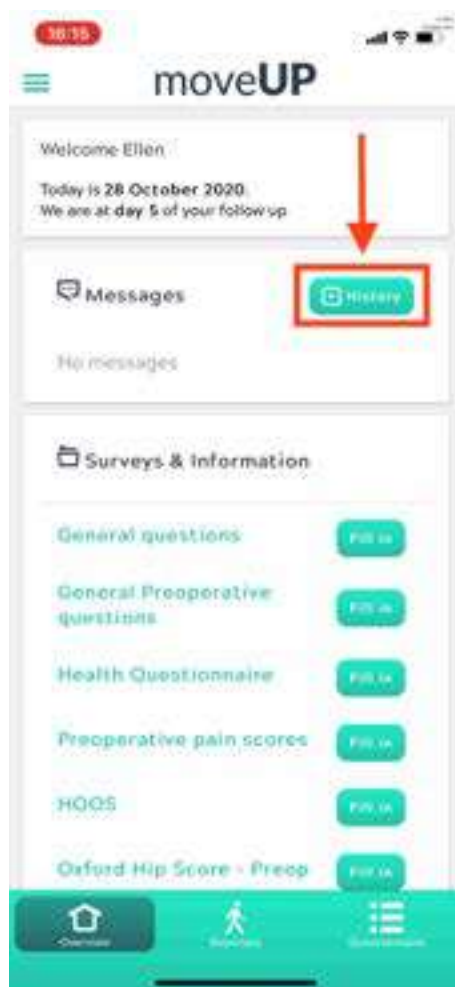 16:15
moveUP
Welcome Ellen
Today is 28 October 2020.
We are at day 5 of your follow up
Messages
History
No messages
Surveys & Information
General questions
Fill in
General Preoperative
questions
Fill in
Health Questionnaire
Fill in
Preoperative pain scores
Fill in
HOOS
Fill in
Oxford Hip Score - Preop
Fill in
Overview